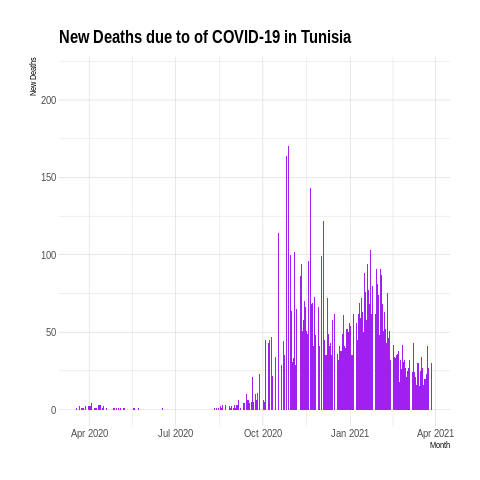 New Deaths due to of COVID-19 in Tunisia
New Deaths
200
150
100
50
0
Apr 2020 Jul 2020 Oct 2020 Jan 2021 Apr 2021
Month